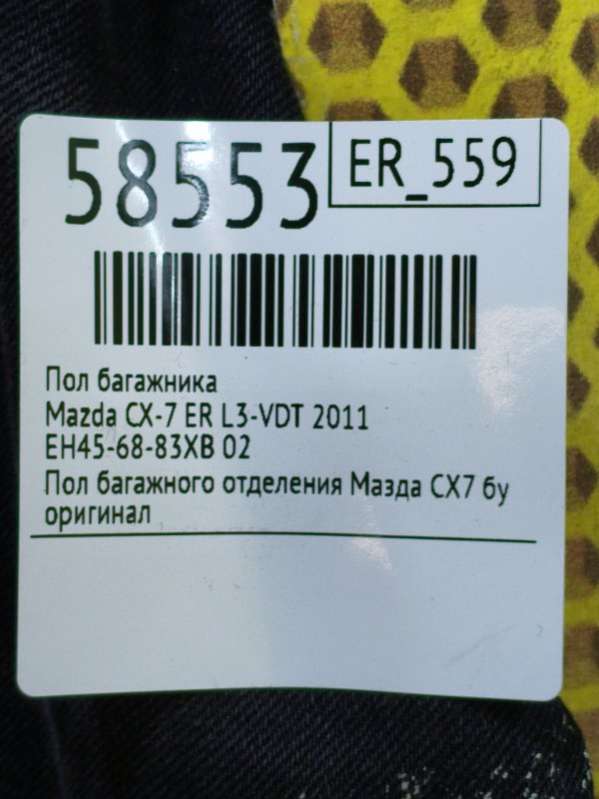 58553
ER_559
Пол багажника
Mazda CX-7 ER L3-VDT 2011
EH45-68-83XB 02
Пол багажного отделения Мазда CX7 бу
оригинал